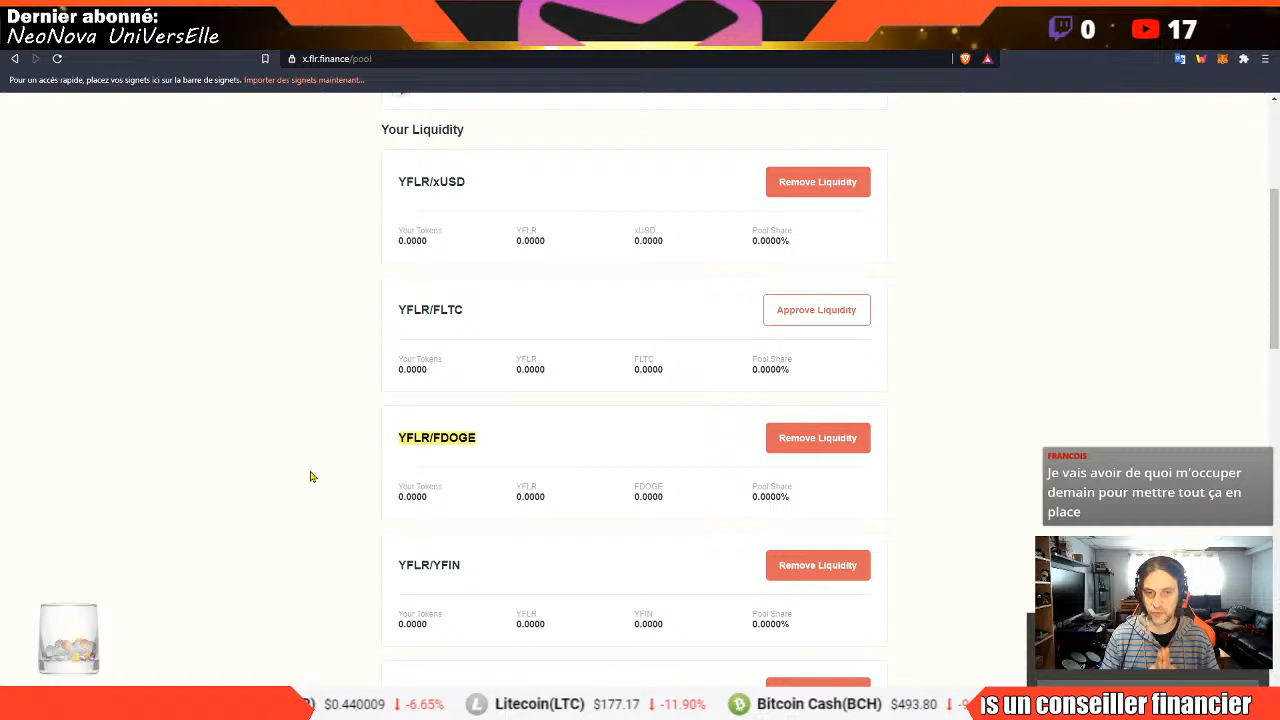 Dernier abonné:
NeoNova UniVersElle
0
17
x.flr.finance/pool
Pour un accès rapide, placez vos signets ici sur la barre de signets. Importer des signets maintenant...
Your Liquidity
YFLR/xUSD
Remove Liquidity
Your Tokens YFLR xUSD Pool Share
0.0000 0.0000 0.0000 0.0000%
YFLR/FLTC
Approve Liquidity
Your Tokens YFLR FLTC Pool Share
0.0000 0.0000 0.0000 0.0000%
YFLR/FDOGE
Remove Liquidity
Your Tokens YFLR FDOGE Pool Share
0.0000 0.0000 0.0000 0.0000%
YFLR/YFIN
Remove Liquidity
Your Tokens YFLR YFIN Pool Share
0.0000 0.0000 0.0000 0.0000%
FRANCOIS:
Je vais avoir de quoi m'occuper
demain pour mettre tout ça en
place
) $0.440009 ↓ -6.65% Litecoin(LTC) $177.17 ↓ -11.90% Bitcoin Cash(BCH) $493.80 ↓ -9
is un conseiller financier